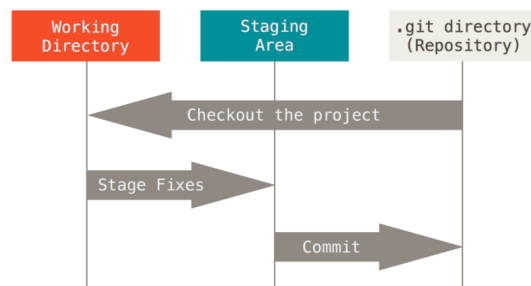 Working
Directory
Staging
Area
.git directory
(Repository)
Checkout the project
Stage Fixes
Commit